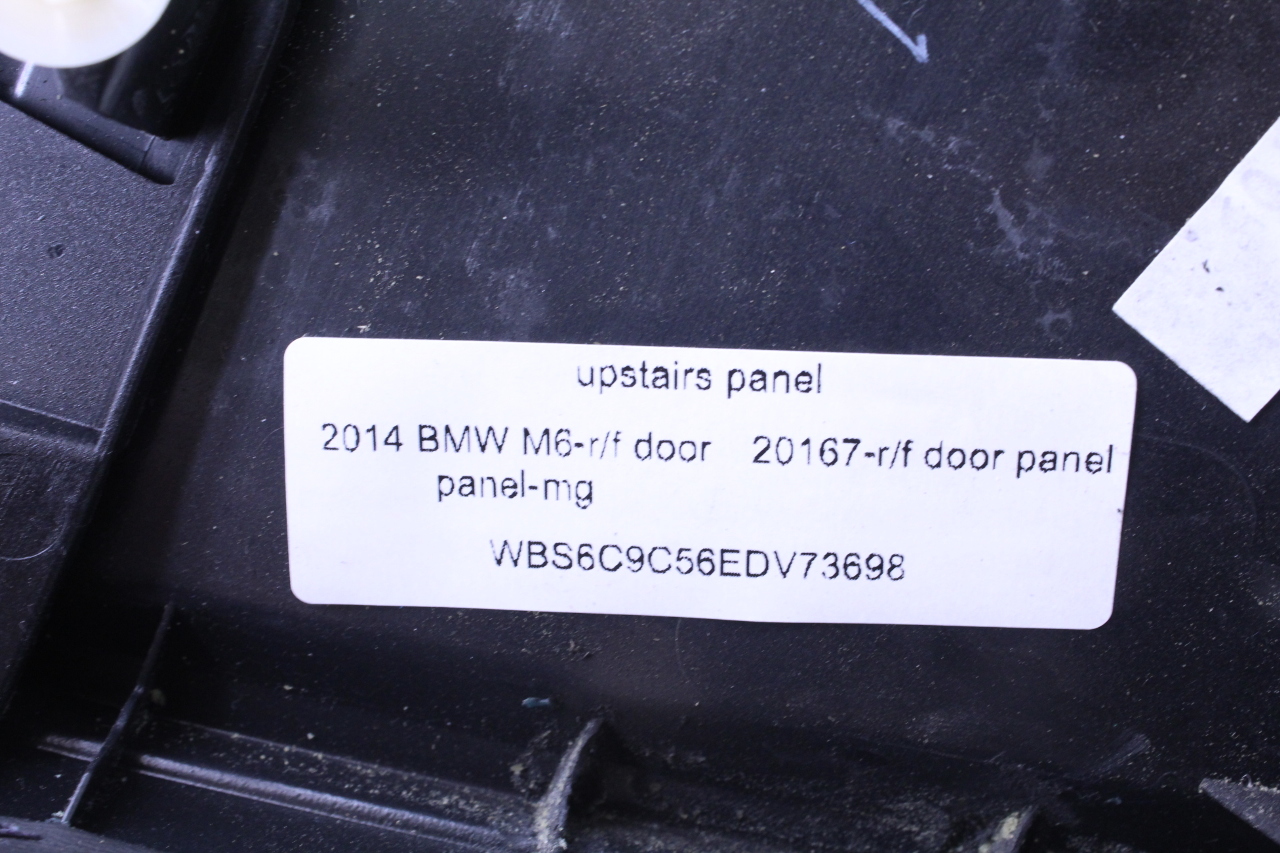 upstairs panel
2014 BMW M6-r/f door 20167-r/f door panel
panel-mg
WBS6C9C56EDV73698